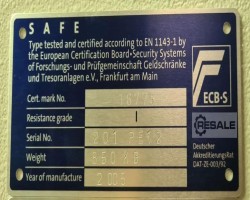 SAFE
Type tested and certified according to EN 1143-1 by
the European Certification Board·Security Systems
of Forschungs- und Prüfgemeinschaft Geldschränke
und Tresoranlagen e.V., Frankfurt am Main
ECB·S
Cert. mark No.
Resistance grade I
RESALE
Serial No.
Deutscher
Akkreditierungsrat
DAT-ZE-003/92
Weight
Year of manufacture